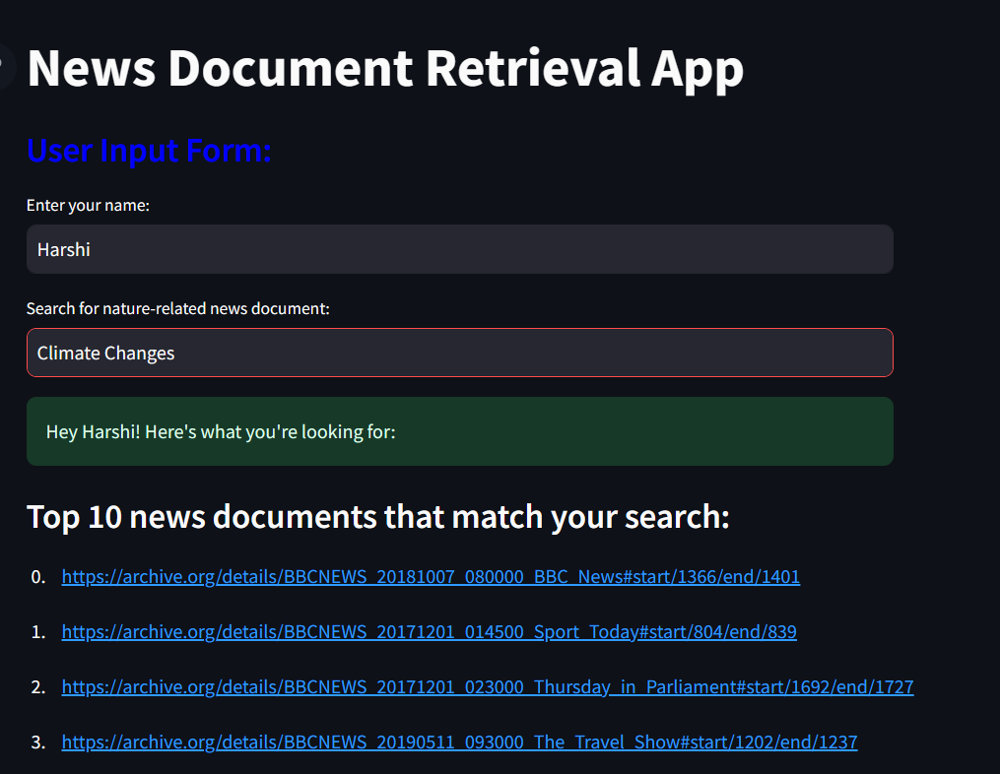 News Document Retrieval App
User Input Form:
Enter your name:
Harshi
Search for nature-related news document:
Climate Changes
Hey Harshi! Here's what you're looking for:
Top 10 news documents that match your search:
0. https://archive.org/details/BBCNEWS_20181007_080000_BBC_News#start/1366/end/1401
1. https://archive.org/details/BBCNEWS_20171201_014500_Sport_Today#start/804/end/839
2. https://archive.org/details/BBCNEWS_20171201_023000_Thursday_in_Parliament#start/1692/end/1727
3. https://archive.org/details/BBCNEWS_20190511_093000_The_Travel_Show#start/1202/end/1237